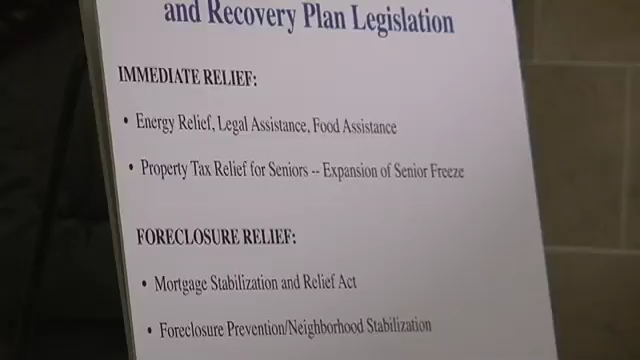 and Recovery Plan Legislation
IMMEDIATE RELIEF:
• Energy Relief, Legal Assistance, Food Assistance
• Property Tax Relief for Seniors -- Expansion of Senior Freeze
FORECLOSURE RELIEF:
• Mortgage Stabilization and Relief Act
• Foreclosure Prevention/Neighborhood Stabilization